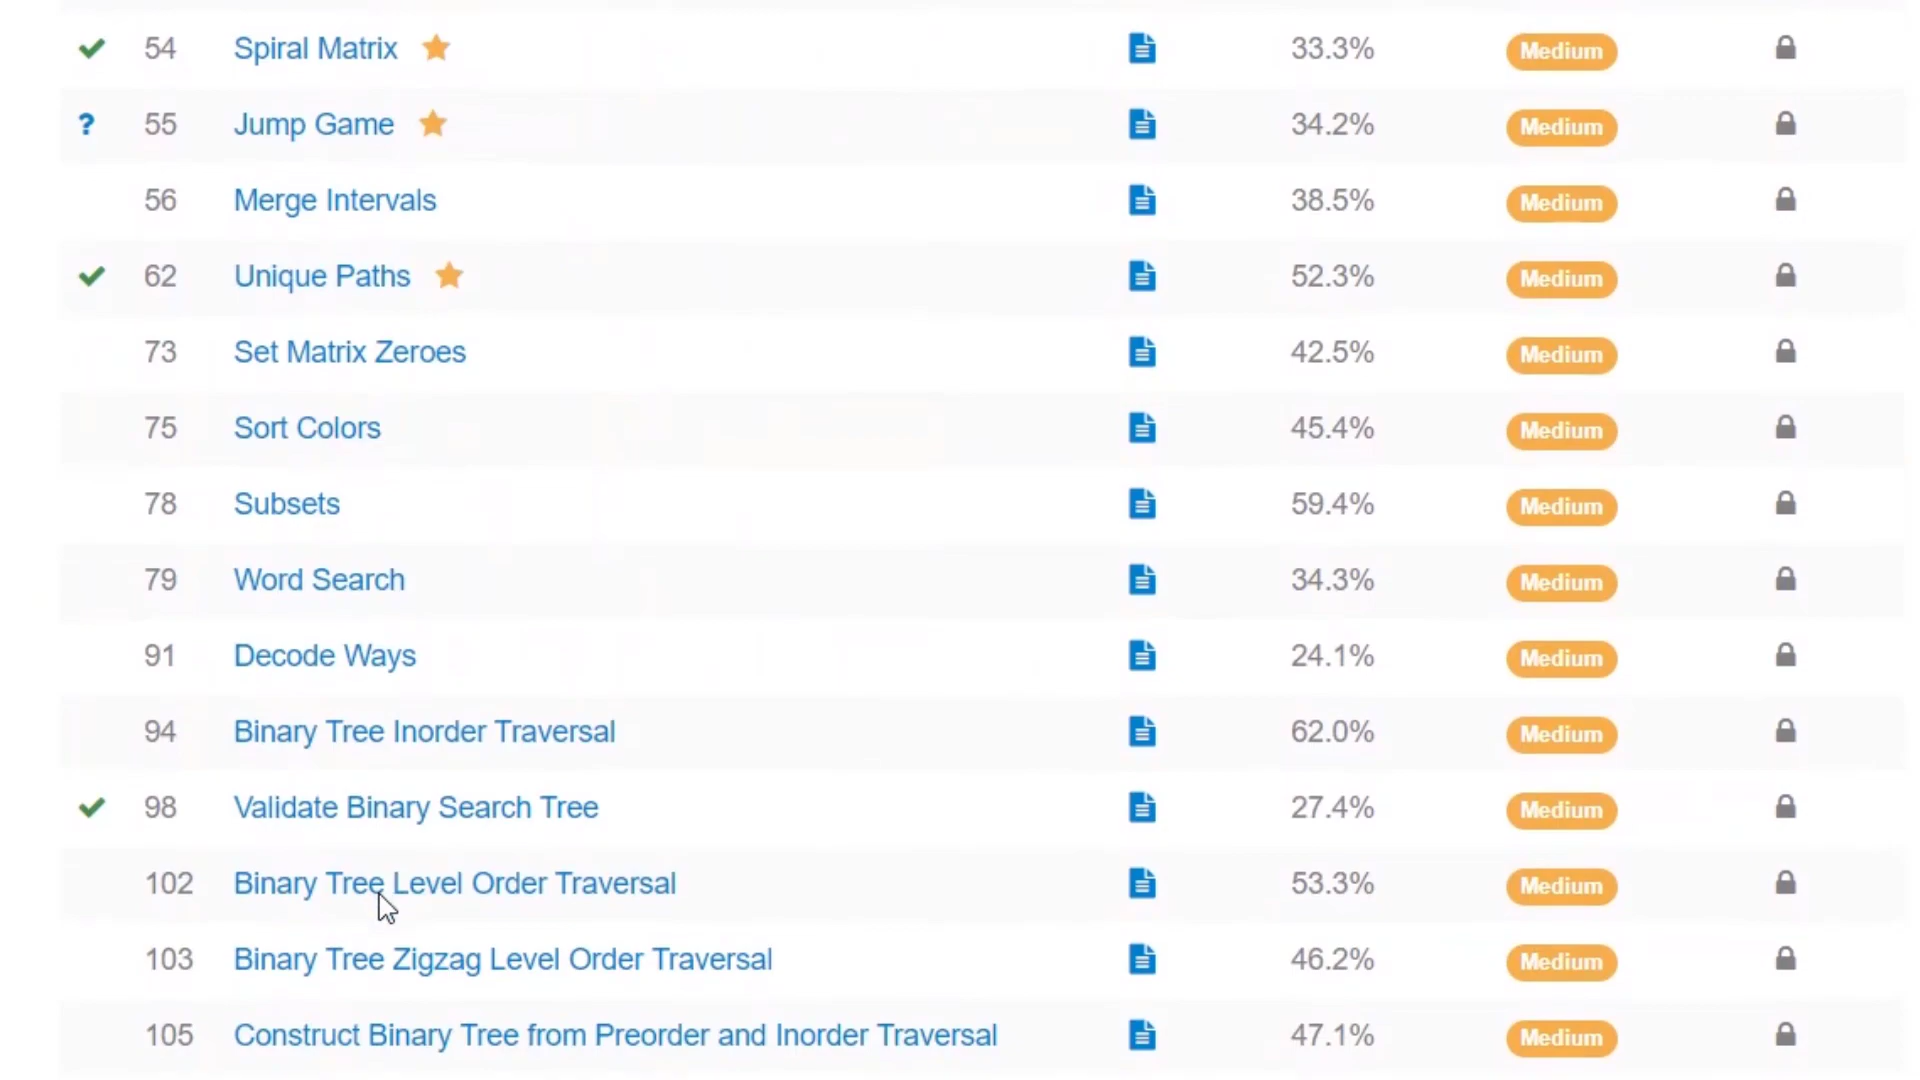 54 Spiral Matrix 33.3% Medium
? 55 Jump Game 34.2% Medium
56 Merge Intervals 38.5% Medium
62 Unique Paths 52.3% Medium
73 Set Matrix Zeroes 42.5% Medium
75 Sort Colors 45.4% Medium
78 Subsets 59.4% Medium
79 Word Search 34.3% Medium
91 Decode Ways 24.1% Medium
94 Binary Tree Inorder Traversal 62.0% Medium
98 Validate Binary Search Tree 27.4% Medium
102 Binary Tree Level Order Traversal 53.3% Medium
103 Binary Tree Zigzag Level Order Traversal 46.2% Medium
105 Construct Binary Tree from Preorder and Inorder Traversal 47.1% Medium